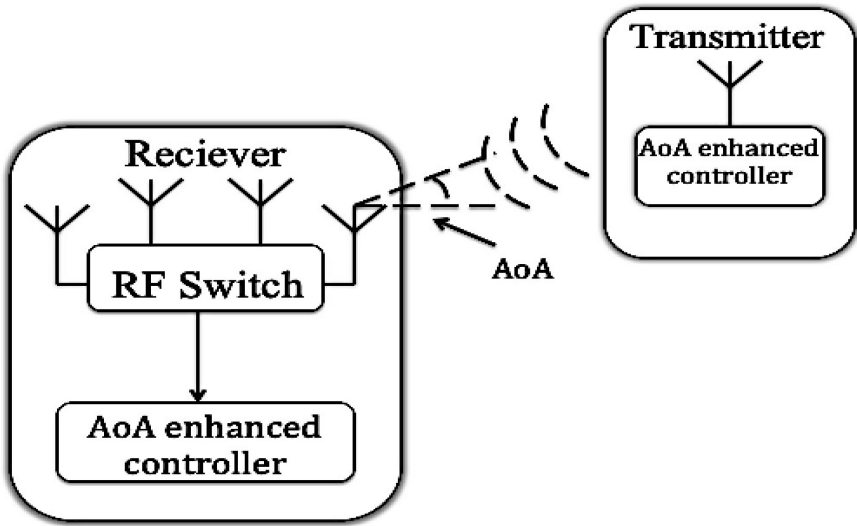 Transmitter
AoA enhanced
controller
Reciever
RF Switch
AoA
AoA enhanced
controller